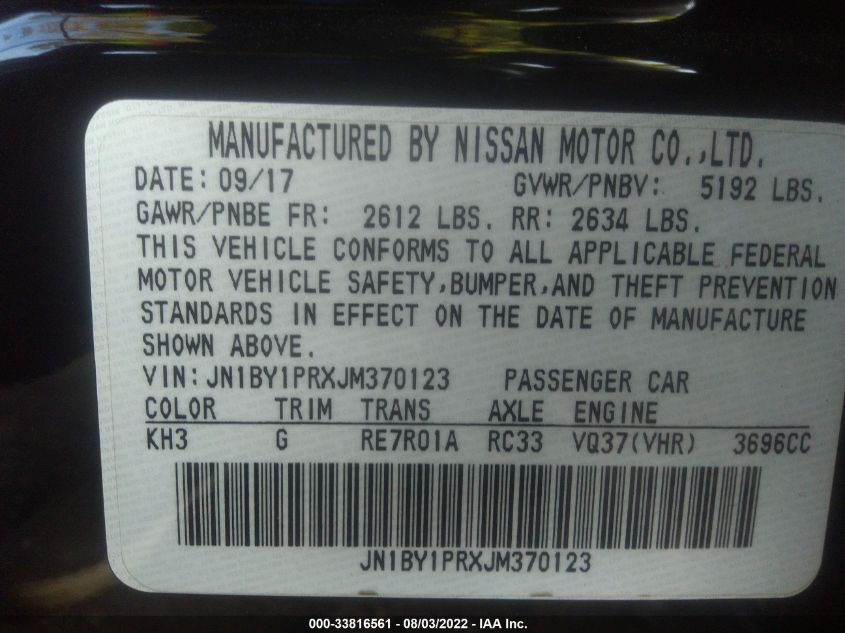 MANUFACTURED BY NISSAN MOTOR CO.,LTD.
DATE: 09/17 GVWR/PNBV: 5192 LBS.
GAWR/PNBE FR: 2612 LBS. RR: 2634 LBS.
THIS VEHICLE CONFORMS TO ALL APPLICABLE FEDERAL
MOTOR VEHICLE SAFETY,BUMPER,AND THEFT PREVENTION
STANDARDS IN EFFECT ON THE DATE OF MANUFACTURE
SHOWN ABOVE.
VIN:JN1BY1PRXJM370123 PASSENGER CAR
COLOR TRIM TRANS AXLE ENGINE
KH3 G RE7R01A RC33 VQ37(VHR) 3696CC
JN1BY1PRXJM370123
000-33816561 - 08/03/2022 - IAA Inc.